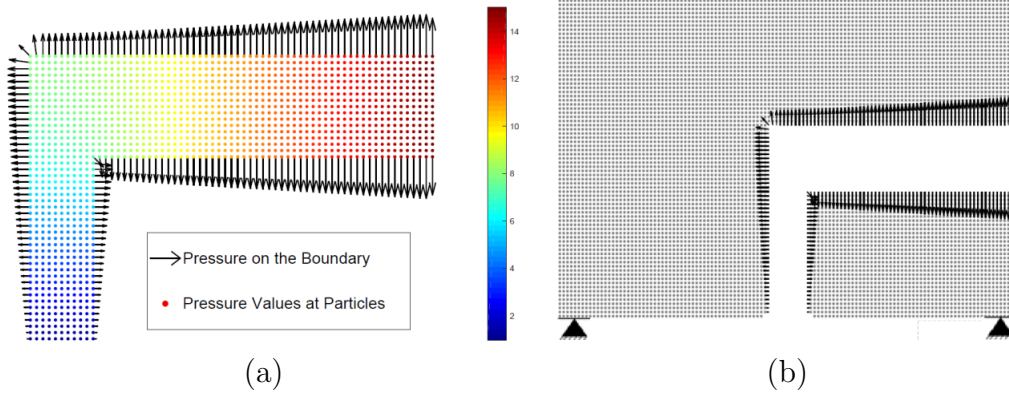 14
12
10
8
6
4
2
Pressure on the Boundary
Pressure Values at Particles
(a)
(b)